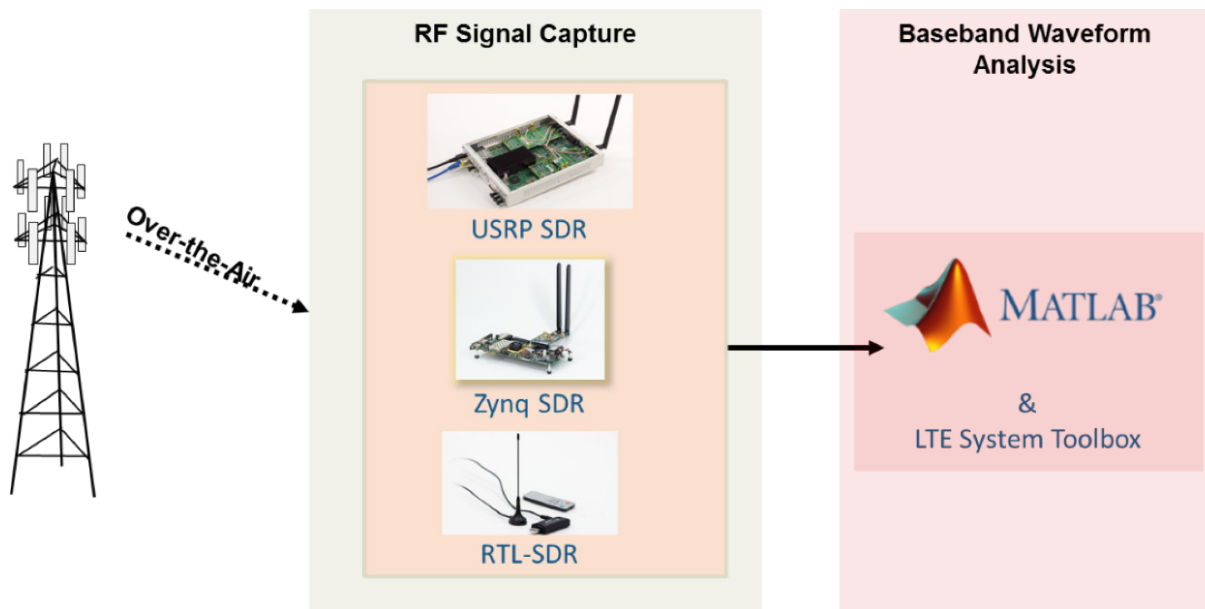 RF Signal Capture
Baseband Waveform
Analysis
Over-the-Air
USRP SDR
Zynq SDR
RTL-SDR
MATLAB®
&
LTE System Toolbox